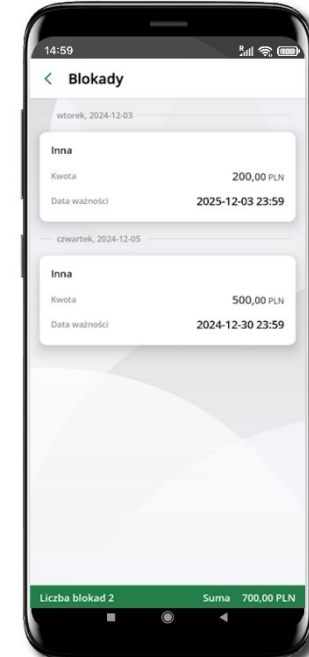 14:59
Blokady
wtorek, 2024-12-03
Inna
Kwota 200,00 PLN
Data ważności 2025-12-03 23:59
czwartek, 2024-12-05
Inna
Kwota 500,00 PLN
Data ważności 2024-12-30 23:59
Liczba blokad 2 Suma 700,00 PLN